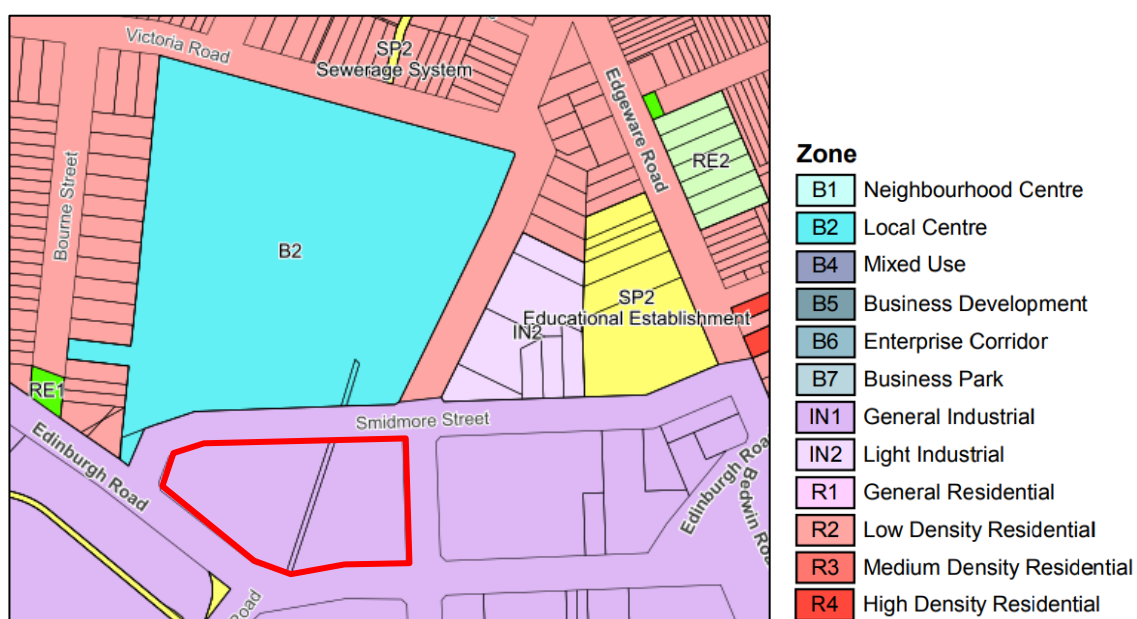 Victoria Road
SP2
Sewerage System
Edgeware Road
RE2
Bourne Street
B2
SP2
Educational Establishment
IN2
RE1
Smidmore Street
Edinburgh Road
Edinburgh Roa
Bedwin Roa
Road
Zone
B1 Neighbourhood Centre
B2 Local Centre
B4 Mixed Use
B5 Business Development
B6 Enterprise Corridor
B7 Business Park
IN1 General Industrial
IN2 Light Industrial
R1 General Residential
R2 Low Density Residential
R3 Medium Density Residential
R4 High Density Residential